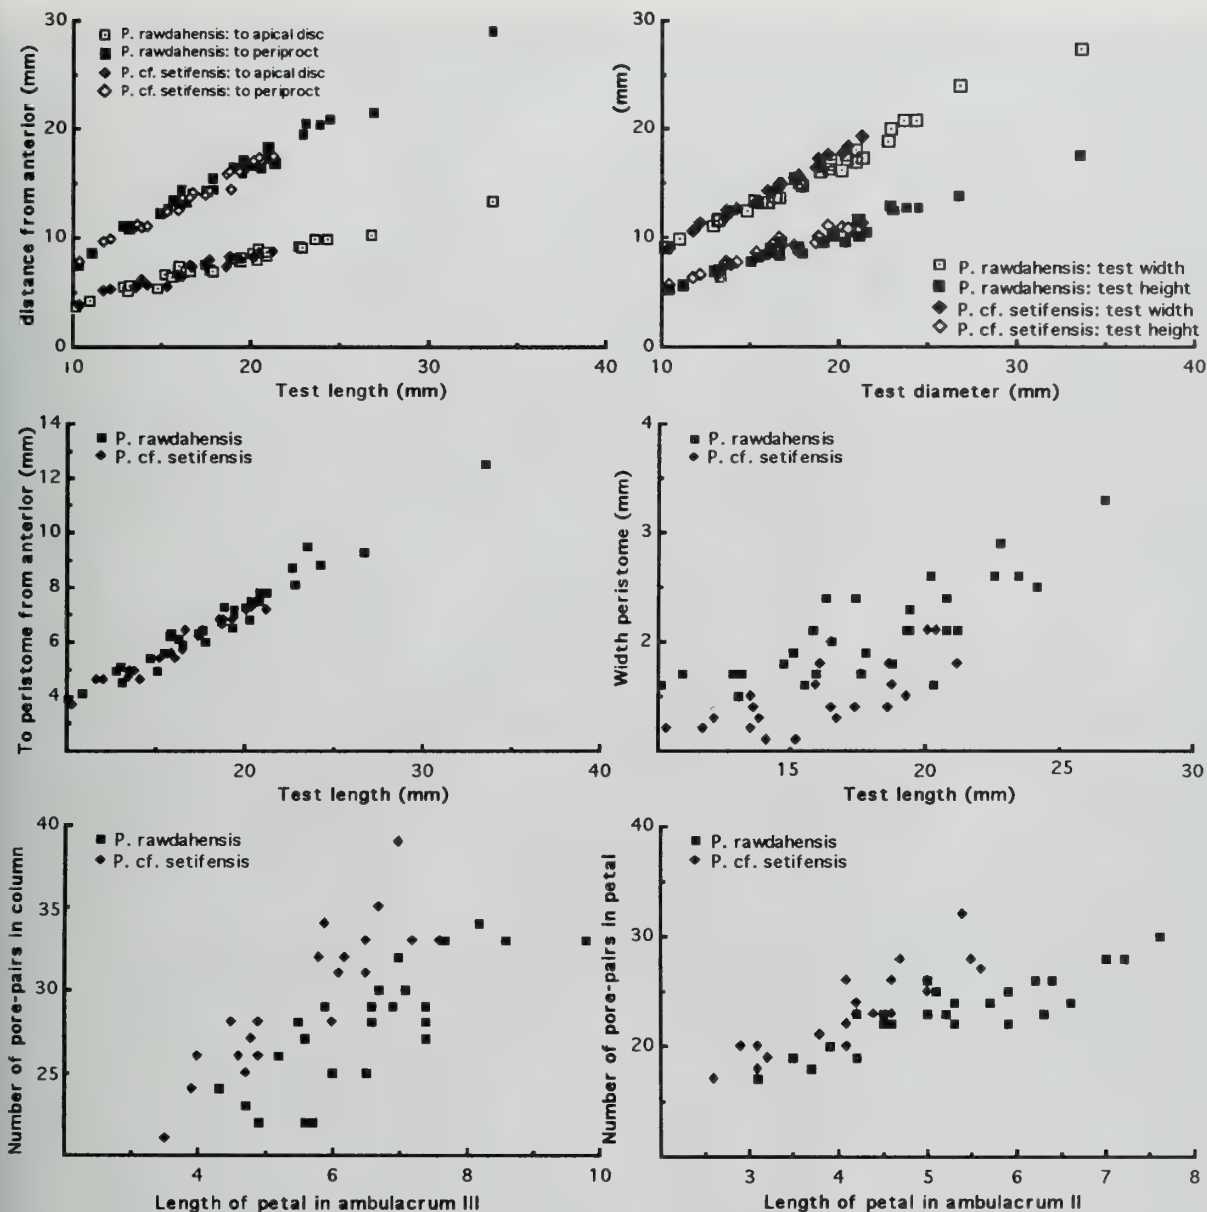 distance from anterior (mm)
30
20
10
0
P. rawdahensis: to apical disc
P. rawdahensis: to periproct
P. cf. setifensis: to apical disc
P. cf. setifensis: to periproct
10 20 30 40
Test length (mm)
(mm)
30
20
10
0
P. rawdahensis: test width
P. rawdahensis: test height
P. cf. setifensis: test width
P. cf. setifensis: test height
10 20 30 40
Test diameter (mm)
To peristome from anterior (mm)
14
12
10
8
6
4
P. rawdahensis
P. cf. setifensis
20 30 40
Test length (mm)
Width peristome (mm)
4
3
2
1
P. rawdahensis
P. cf. setifensis
15 20 25 30
Test length (mm)
Number of pore-pairs in column
40
35
30
25
P. rawdahensis
P. cf. setifensis
4 6 8 10
Length of petal in ambulacrum III
Number of pore-pairs in petal
40
30
20
10
P. rawdahensis
P. cf. setifensis
3 4 5 6 7 8
Length of petal in ambulacrum II